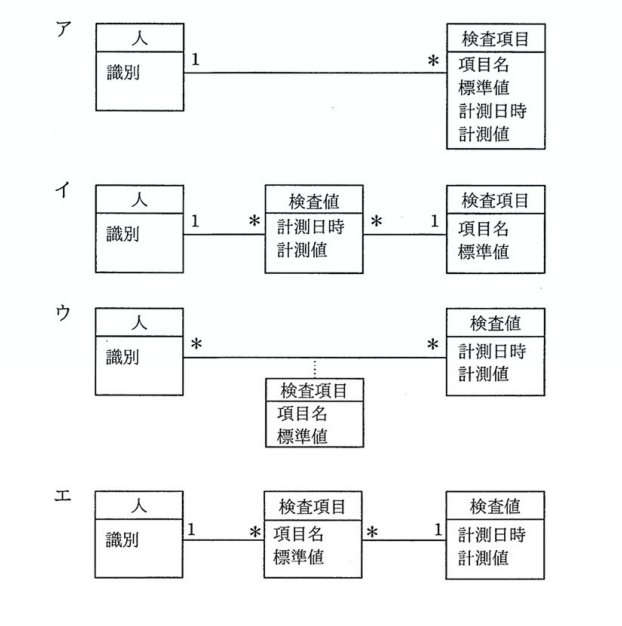 ア
人
識別
1
*
検査項目
項目名
標準値
計測日時
計測値
イ
人
識別
1
*
検査値
計測日時
計測値
*
1
検査項目
項目名
標準値
ウ
人
識別
*
*
検査項目
項目名
標準値
検査値
計測日時
計測値
エ
人
識別
1
*
検査項目
項目名
標準値
*
1
検査値
計測日時
計測値